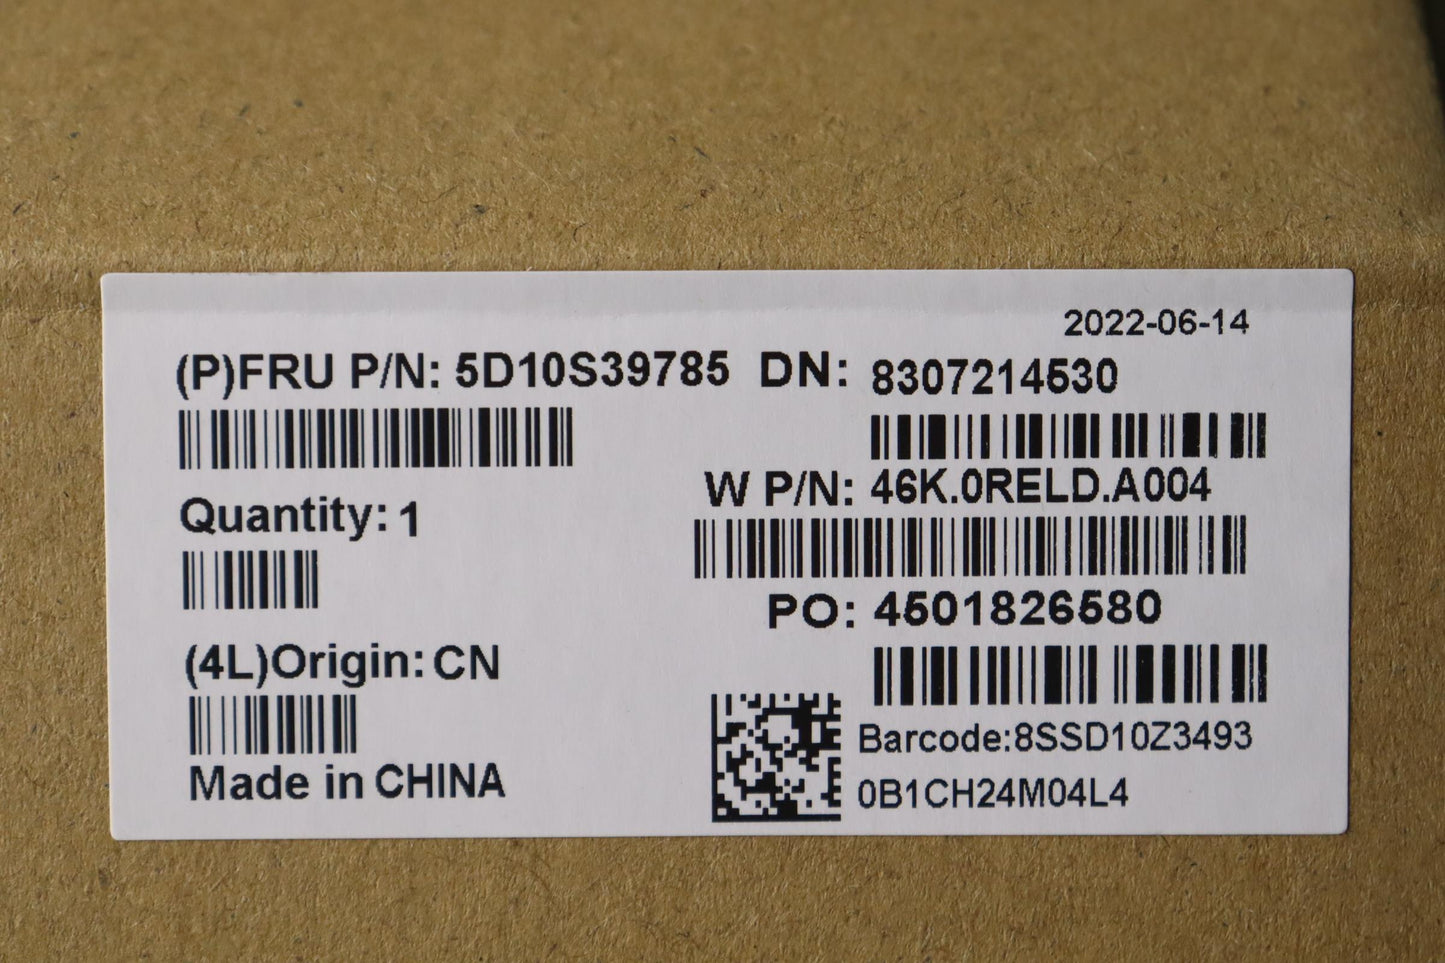 2022-06-14
(P)FRU P/N: 5D10S39785 DN: 8307214530
W P/N: 46K.0RELD.A004
Quantity: 1
PO: 4501826580
(4L)Origin: CN
Barcode:8SSD10Z3493
Made in CHINA
0B1CH24M04L4